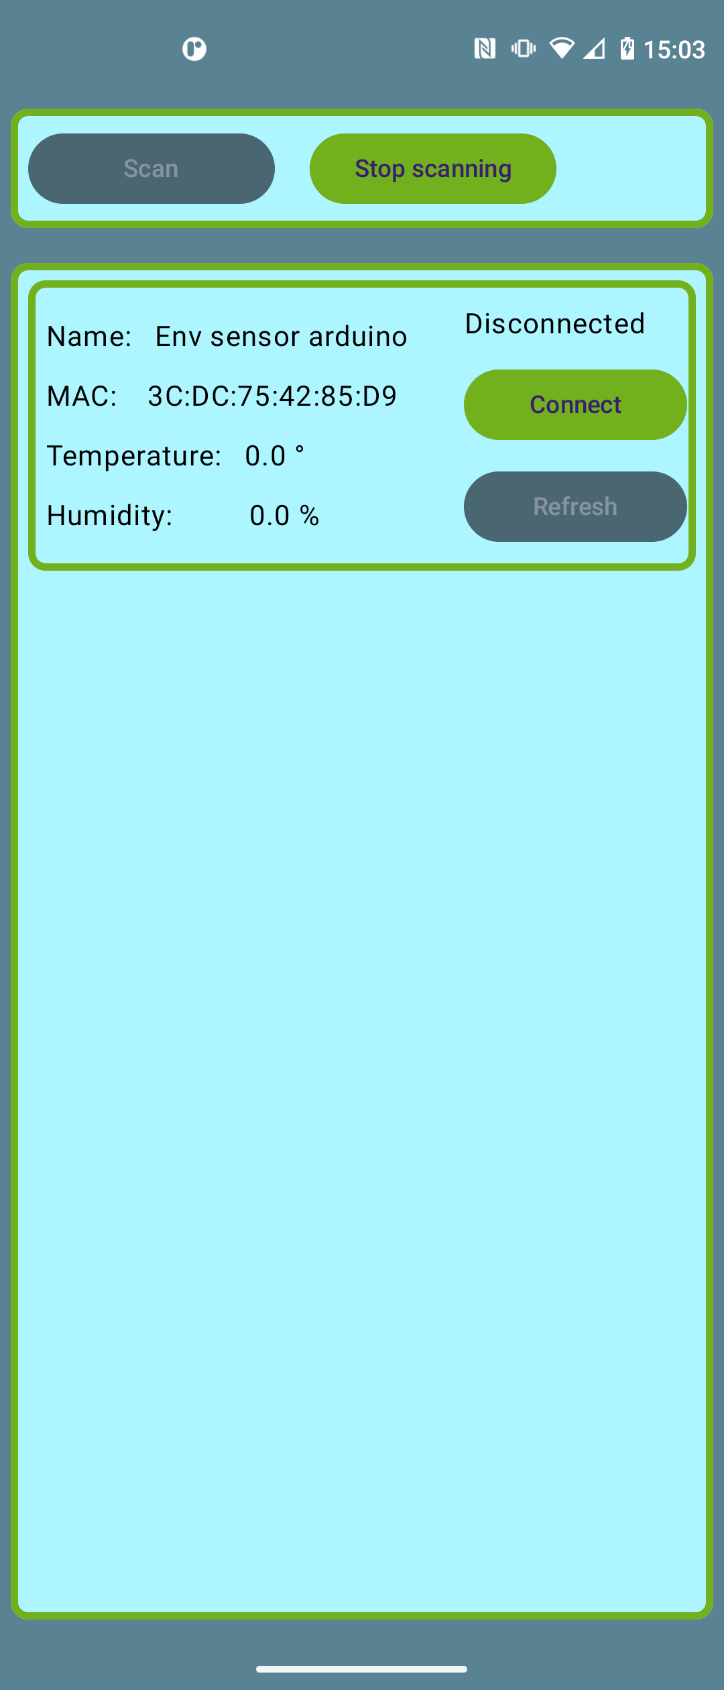 15:03
Scan
Stop scanning
Name: Env sensor arduino
Disconnected
MAC: 3C:DC:75:42:85:D9
Connect
Temperature: 0.0 °
Humidity: 0.0 %
Refresh